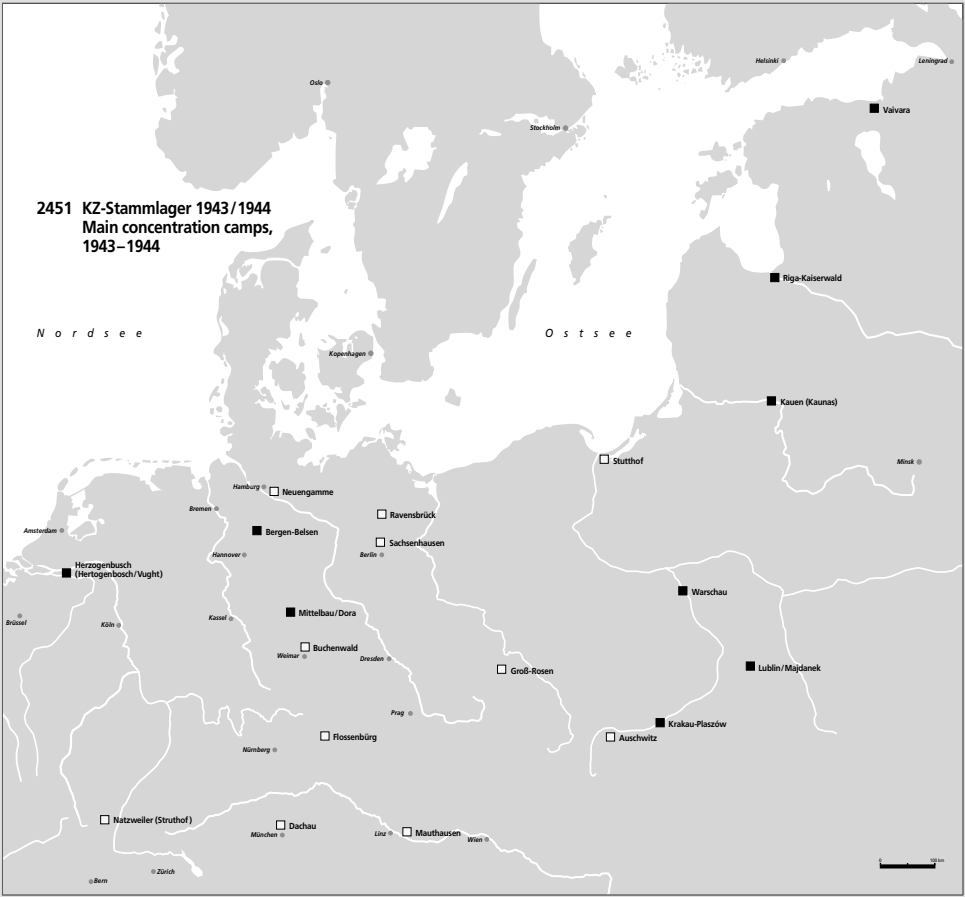 Helsinki
Leningrad
Oslo
Vaivara
Stockholm
2451 KZ-Stammlager 1943/1944
Main concentration camps,
1943–1944
Riga-Kaiserwald
Nordsee
Ostsee
Kopenhagen
Kauen (Kaunas)
Stutthof
Minsk
Hamburg
Neuengamme
Bremen
Ravensbrück
Amsterdam
Bergen-Belsen
Sachsenhausen
Hannover
Berlin
Herzogenbusch
(Hertogenbosch/Vught)
Warschau
Brüssel
Köln
Kassel
Mittelbau/Dora
Buchenwald
Weimar
Dresden
Groß-Rosen
Lublin/Majdanek
Prag
Krakau-Plaszów
Flossenbürg
Auschwitz
Nürnberg
Natzweiler (Struthof)
Dachau
München
Linz
Mauthausen
Wien
0 100 km
Zürich
Bern